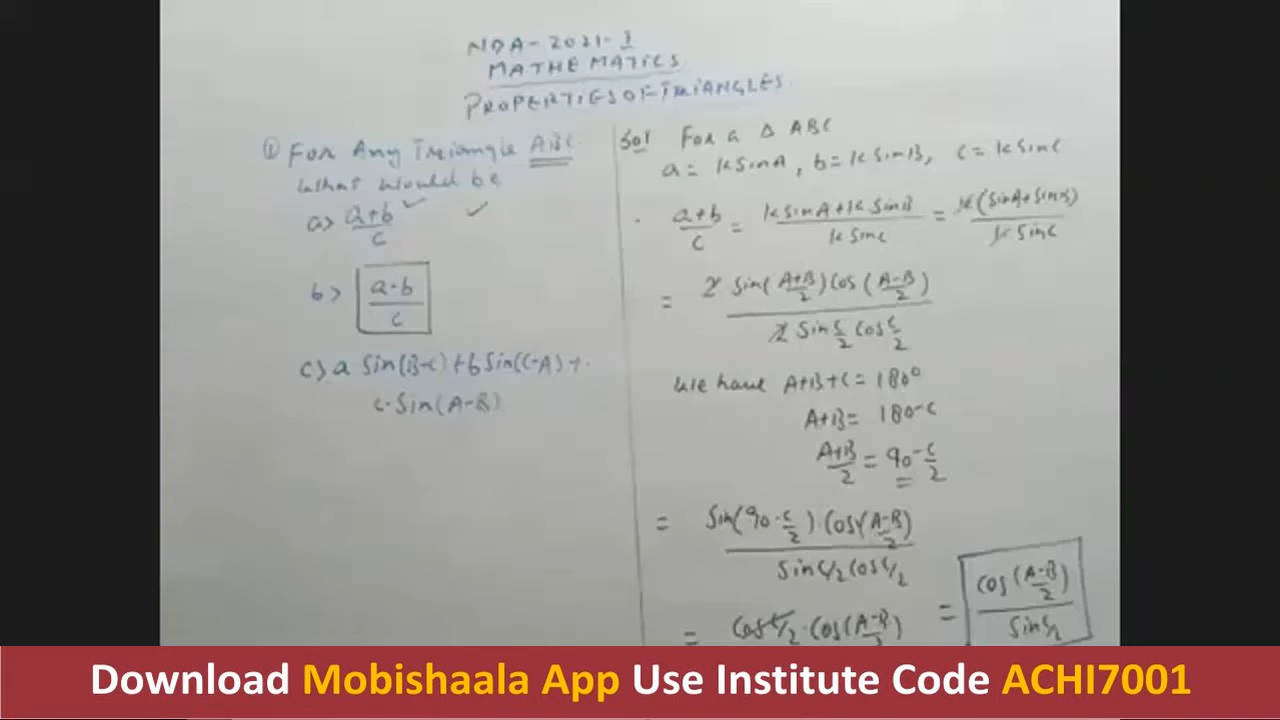 NDA-2021-I
MATHEMATICS
PROPERTIES OF TRIANGLES
① For Any Triangle ABC
What would be
a> a+b/c
b> a-b/c
c> a Sin(B-C)+b Sin(C-A)+
c.Sin(A-B)
Sol For a Δ ABC
a= K SinA, b= K SinB, c= K SinC
a+b/c = K SinA+K SinB/K SinC = K(SinA+SinB)/K SinC
= 2 Sin(A+B/2) Cos(A-B/2)/2 Sin C/2 Cos C/2
We have A+B+C=180°
A+B= 180-C
A+B/2 = 90-C/2
= Sin(90-C/2) Cos(A-B/2)/Sin C/2 Cos C/2
= Cos C/2 . Cos(A-B/2) = Cos(A-B/2)/Sin C/2
Download Mobishaala App Use Institute Code ACHI7001